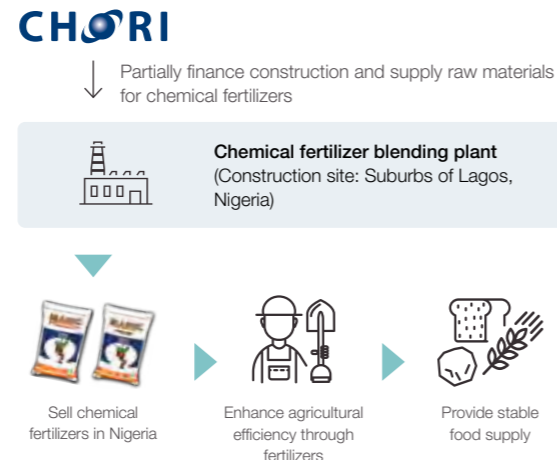 CHORI
Partially finance construction and supply raw materials
for chemical fertilizers
Chemical fertilizer blending plant
(Construction site: Suburbs of Lagos,
Nigeria)
Sell chemical
fertilizers in Nigeria
Enhance agricultural
efficiency through
fertilizers
Provide stable
food supply